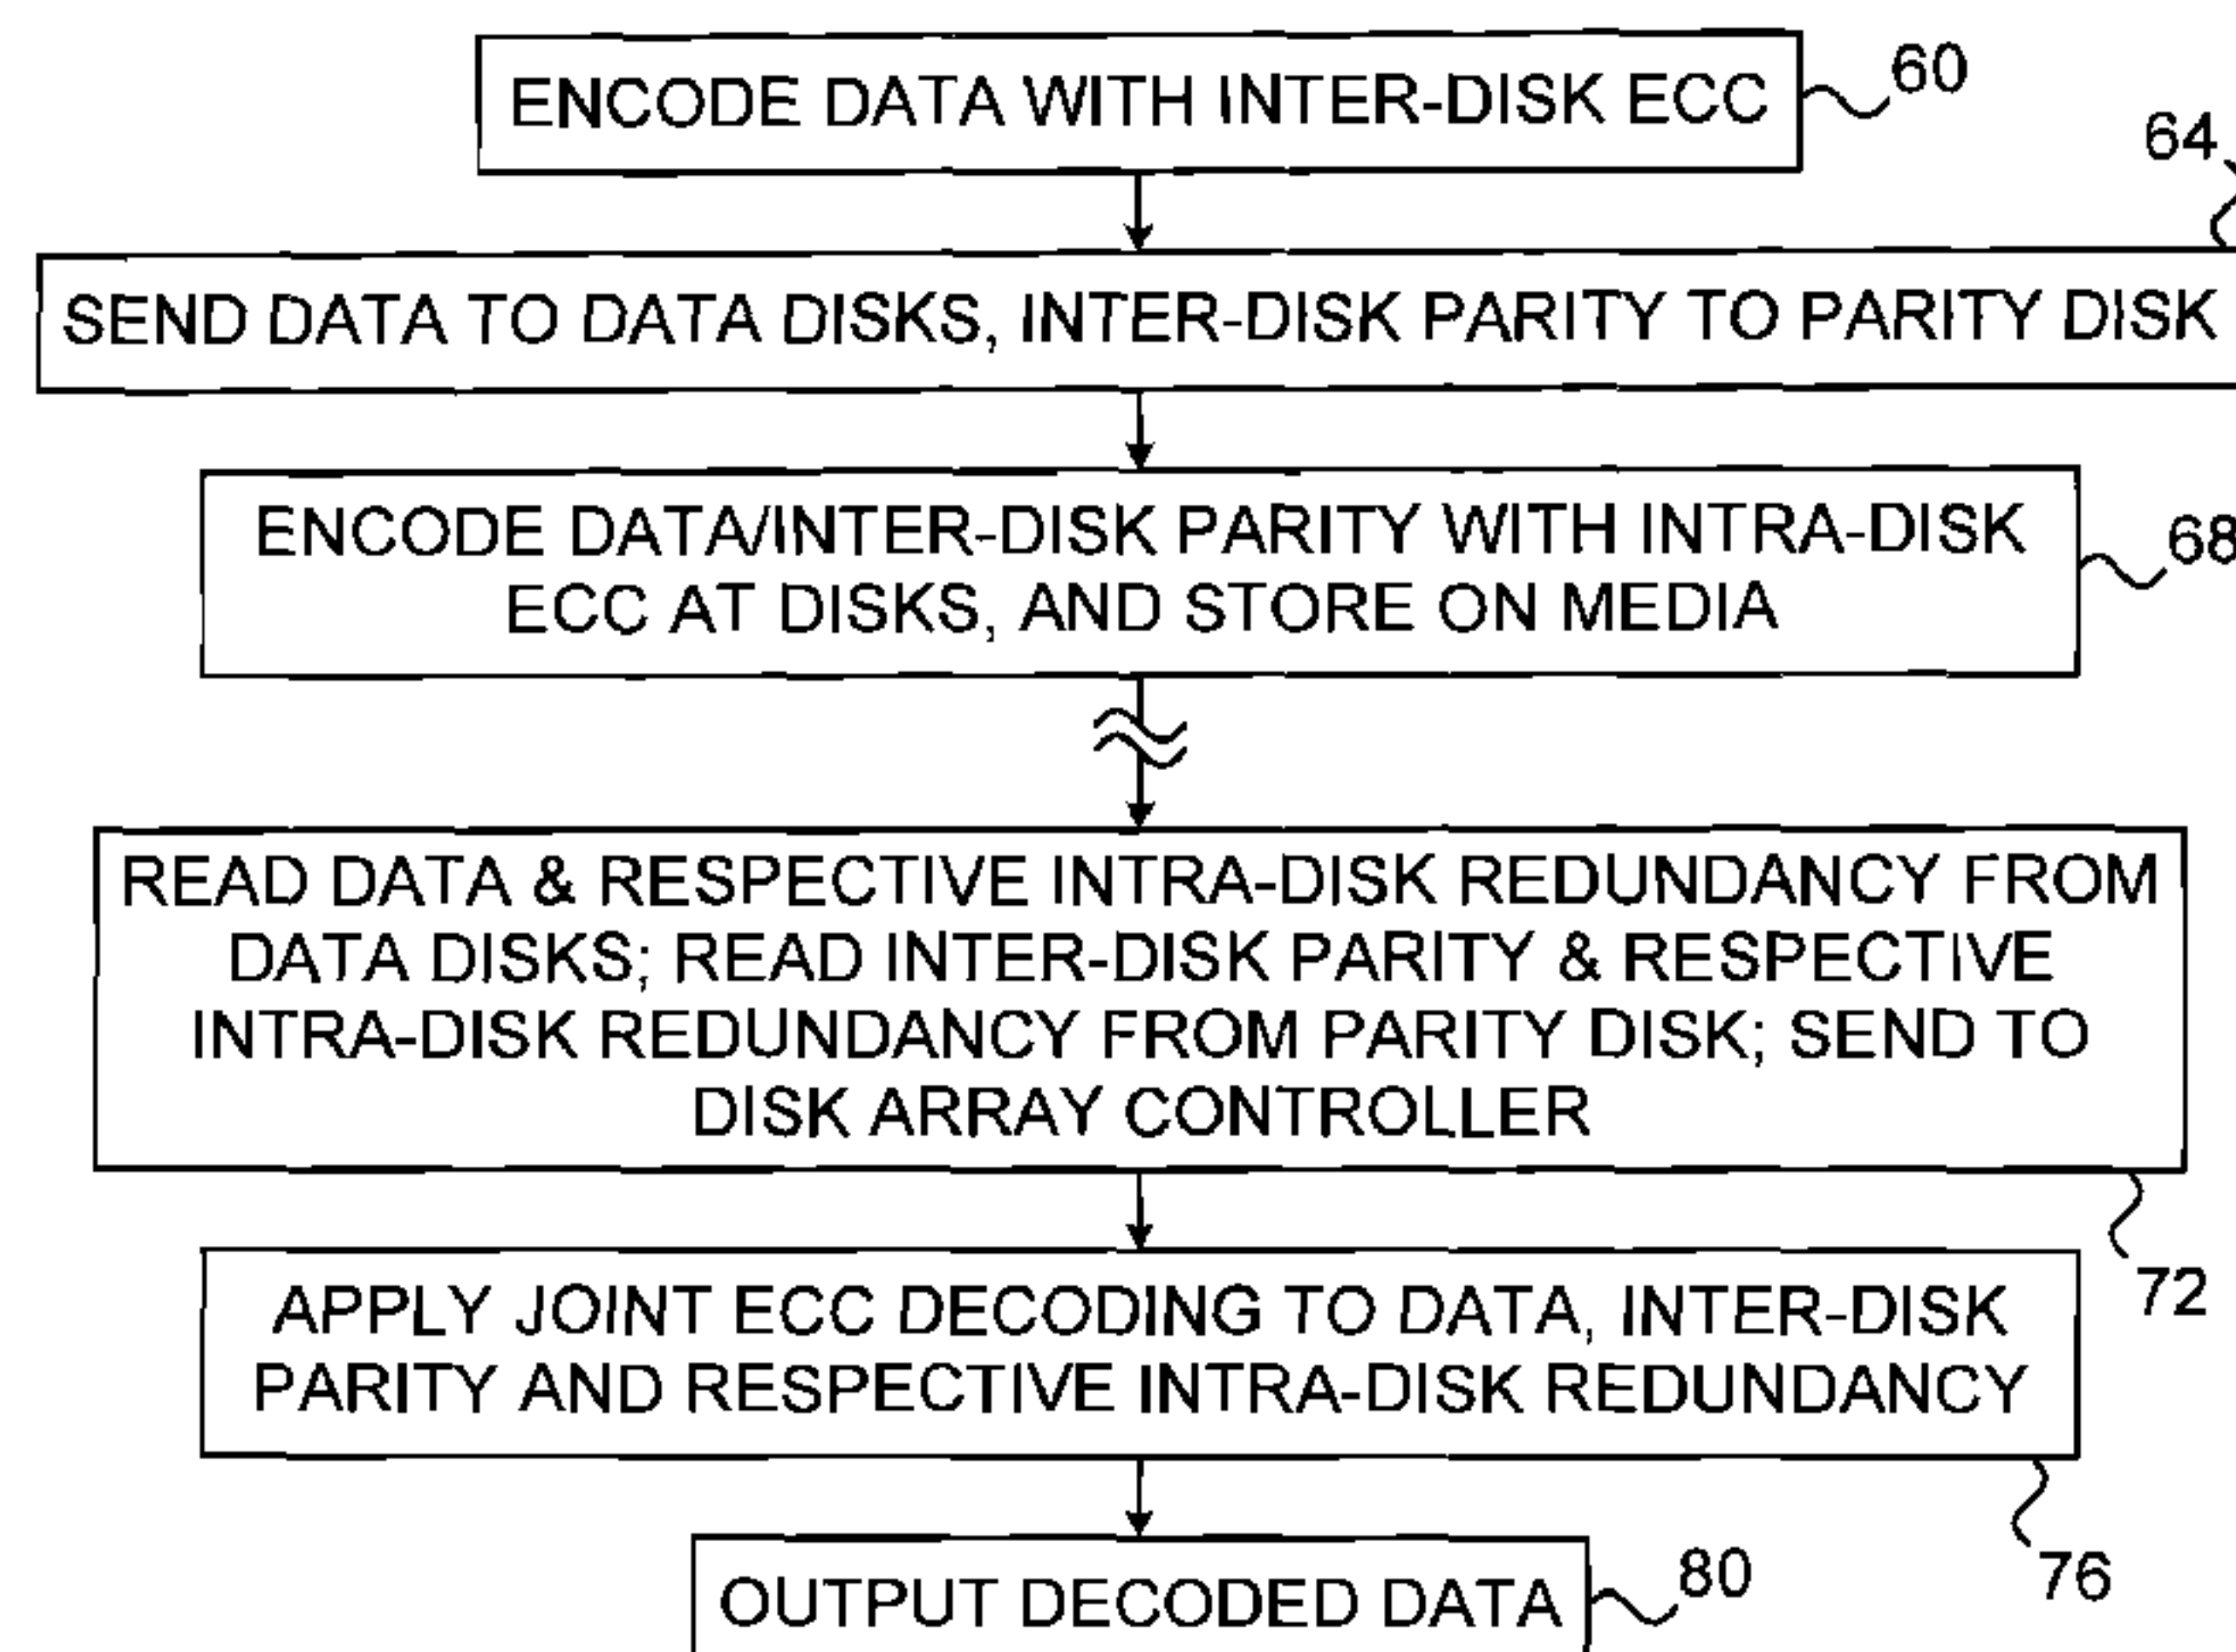 ENCODE DATA WITH INTER-DISK ECC
60
64
SEND DATA TO DATA DISKS, INTER-DISK PARITY TO PARITY DISK
ENCODE DATA/INTER-DISK PARITY WITH INTRA-DISK
ECC AT DISKS, AND STORE ON MEDIA
68
READ DATA & RESPECTIVE INTRA-DISK REDUNDANCY FROM
DATA DISKS; READ INTER-DISK PARITY & RESPECTIVE
INTRA-DISK REDUNDANCY FROM PARITY DISK; SEND TO
DISK ARRAY CONTROLLER
72
APPLY JOINT ECC DECODING TO DATA, INTER-DISK
PARITY AND RESPECTIVE INTRA-DISK REDUNDANCY
76
OUTPUT DECODED DATA
80